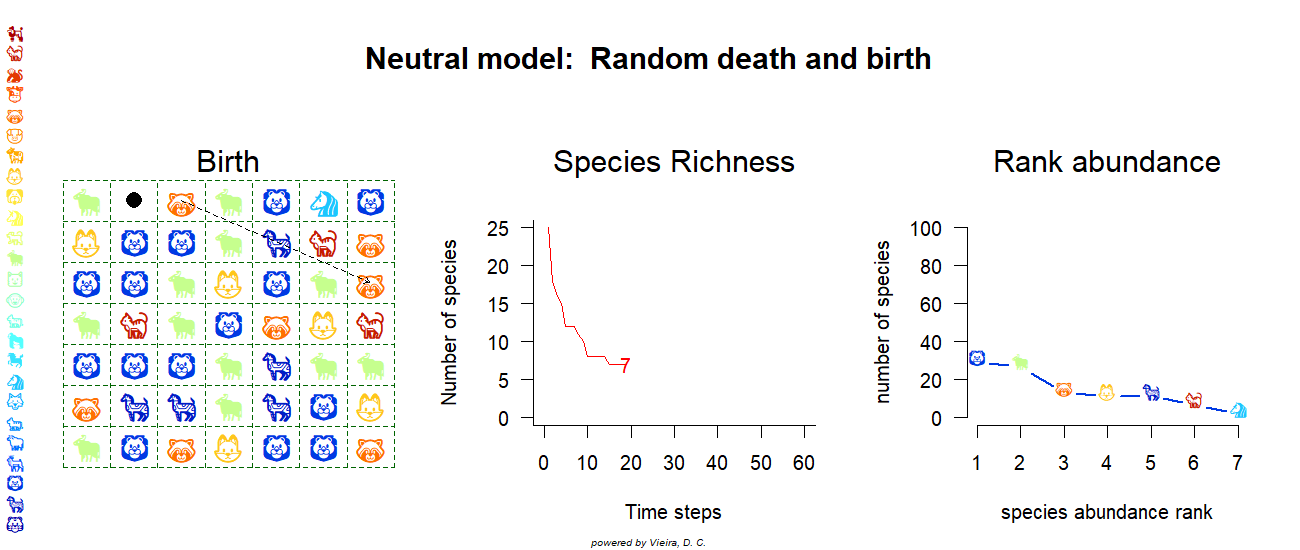 Neutral model:  Random death and birth
Birth
Species Richness
Rank abundance
Number of species
25
20
15
10
5
0
7
0 10 20 30 40 50 60
Time steps
number of species
100
80
60
40
20
0
1 2 3 4 5 6 7
species abundance rank
powered by Vieira, D. C.